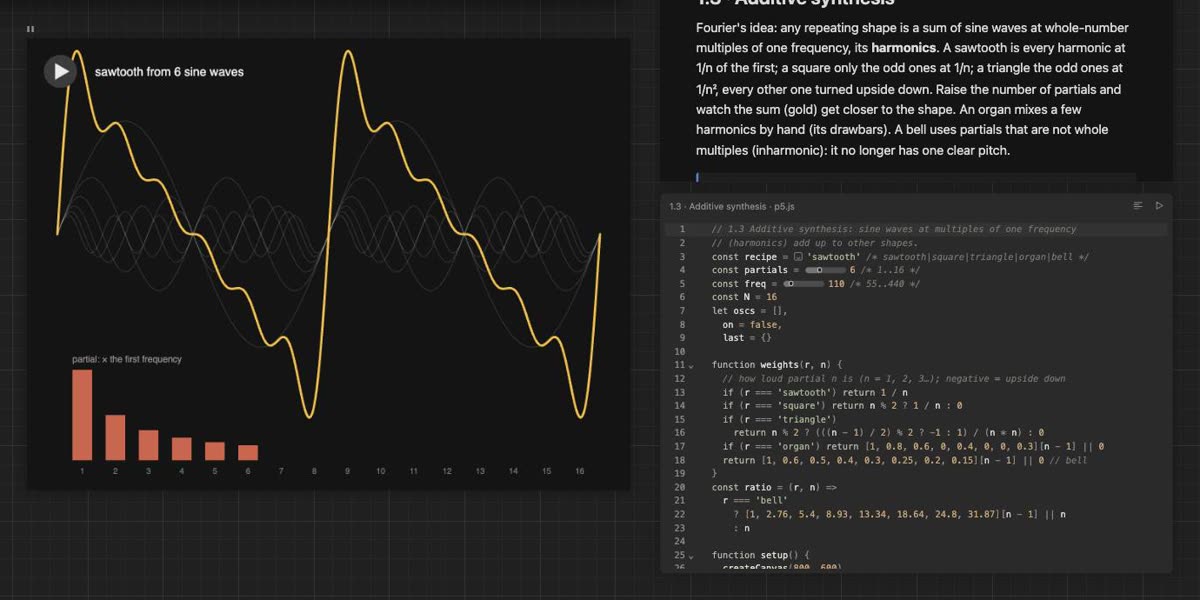 sawtooth from 6 sine waves
partial: x the first frequency
1 2 3 4 5 6 7 8 9 10 11 12 13 14 15 16
1.3 · Additive synthesis
Fourier's idea: any repeating shape is a sum of sine waves at whole-number
multiples of one frequency, its harmonics. A sawtooth is every harmonic at
1/n of the first; a square only the odd ones at 1/n; a triangle the odd ones at
1/n², every other one turned upside down. Raise the number of partials and
watch the sum (gold) get closer to the shape. An organ mixes a few
harmonics by hand (its drawbars). A bell uses partials that are not whole
multiples (inharmonic): it no longer has one clear pitch.
1.3 · Additive synthesis · p5.js
1 // 1.3 Additive synthesis: sine waves at multiples of one frequency
2 // (harmonics) add up to other shapes.
3 const recipe = 'sawtooth' /* sawtooth|square|triangle|organ|bell */
4 const partials = 6 /* 1..16 */
5 const freq = 110 /* 55..440 */
6 const N = 16
7 let oscs = [],
8 on = false,
9 last = {}
10
11 function weights(r, n) {
12 // how loud partial n is (n = 1, 2, 3…); negative = upside down
13 if (r === 'sawtooth') return 1 / n
14 if (r === 'square') return n % 2 ? 1 / n : 0
15 if (r === 'triangle')
16 return n % 2 ? (((n - 1) / 2) % 2 ? -1 : 1) / (n * n) : 0
17 if (r === 'organ') return [1, 0.8, 0.6, 0, 0.4, 0, 0, 0.3][n - 1] || 0
18 return [1, 0.6, 0.5, 0.4, 0.3, 0.25, 0.2, 0.15][n - 1] || 0 // bell
19 }
20 const ratio = (r, n) =>
21 r === 'bell'
22 ? [1, 2.76, 5.4, 8.93, 13.34, 18.64, 24.8, 31.87][n - 1] || n
23 : n
24
25 function setup() {
26 createCanvas(800, 600)